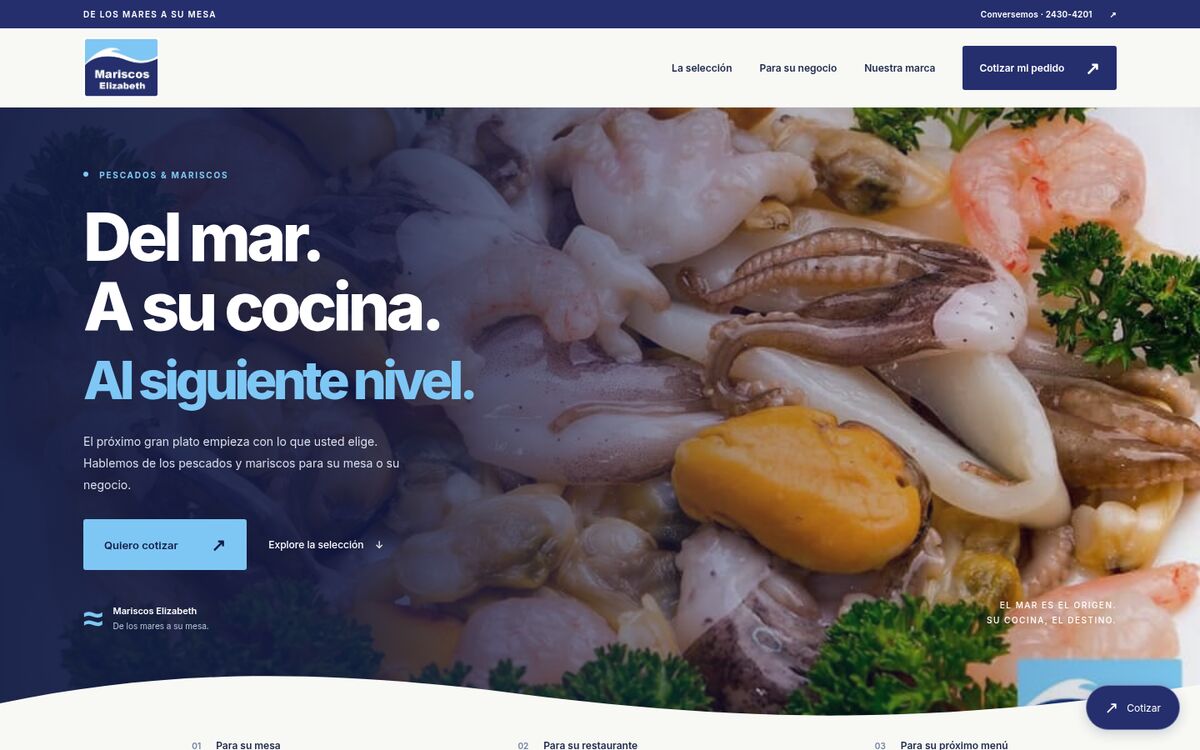 DE LOS MARES A SU MESA
Conversemos · 2430-4201 ↗
Mariscos
Elizabeth
La selección
Para su negocio
Nuestra marca
Cotizar mi pedido ↗
PESCADOS & MARISCOS
Del mar.
A su cocina.
Al siguiente nivel.
El próximo gran plato empieza con lo que usted elige.
Hablemos de los pescados y mariscos para su mesa o su
negocio.
Quiero cotizar ↗
Explore la selección ↓
Mariscos Elizabeth
De los mares a su mesa.
EL MAR ES EL ORIGEN.
SU COCINA, EL DESTINO.
↗ Cotizar
01 Para su mesa
02 Para su restaurante
03 Para su próximo menú